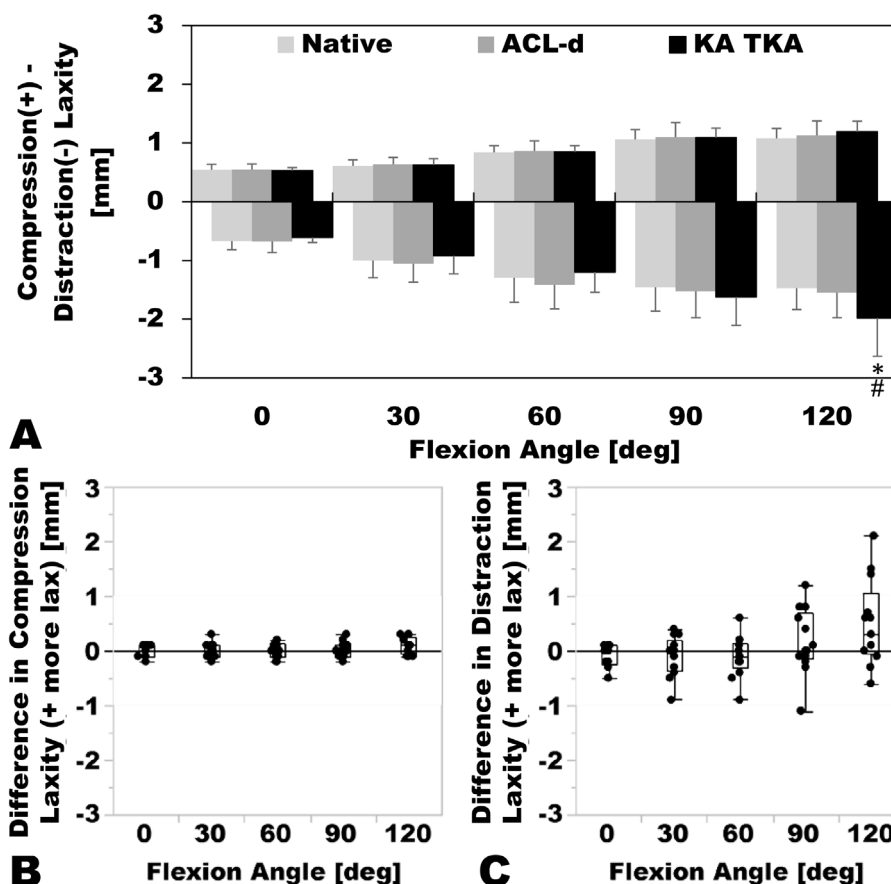 3
Native
ACL-d
KA TKA
Compression(+) -
Distraction(-) Laxity
[mm]
2
1
0
-1
-2
-3
*
#
0
30
60
90
120
Flexion Angle [deg]
A
Difference in Compression
Laxity (+ more lax) [mm]
3
2
1
0
-1
-2
-3
0
30
60
90
120
Flexion Angle [deg]
B
Difference in Distraction
Laxity (+ more lax) [mm]
3
2
1
0
-1
-2
-3
0
30
60
90
120
Flexion Angle [deg]
C